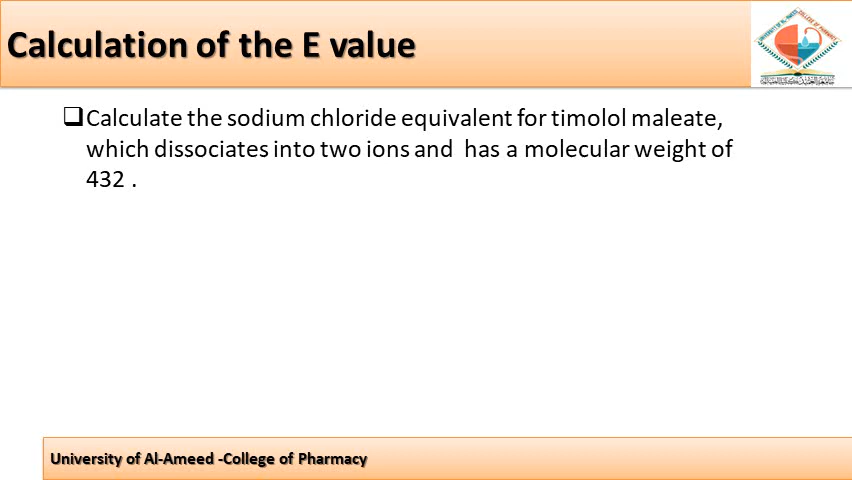 Calculation of the E value
❑Calculate the sodium chloride equivalent for timolol maleate,
which dissociates into two ions and  has a molecular weight of
432 .
University of Al-Ameed -College of Pharmacy